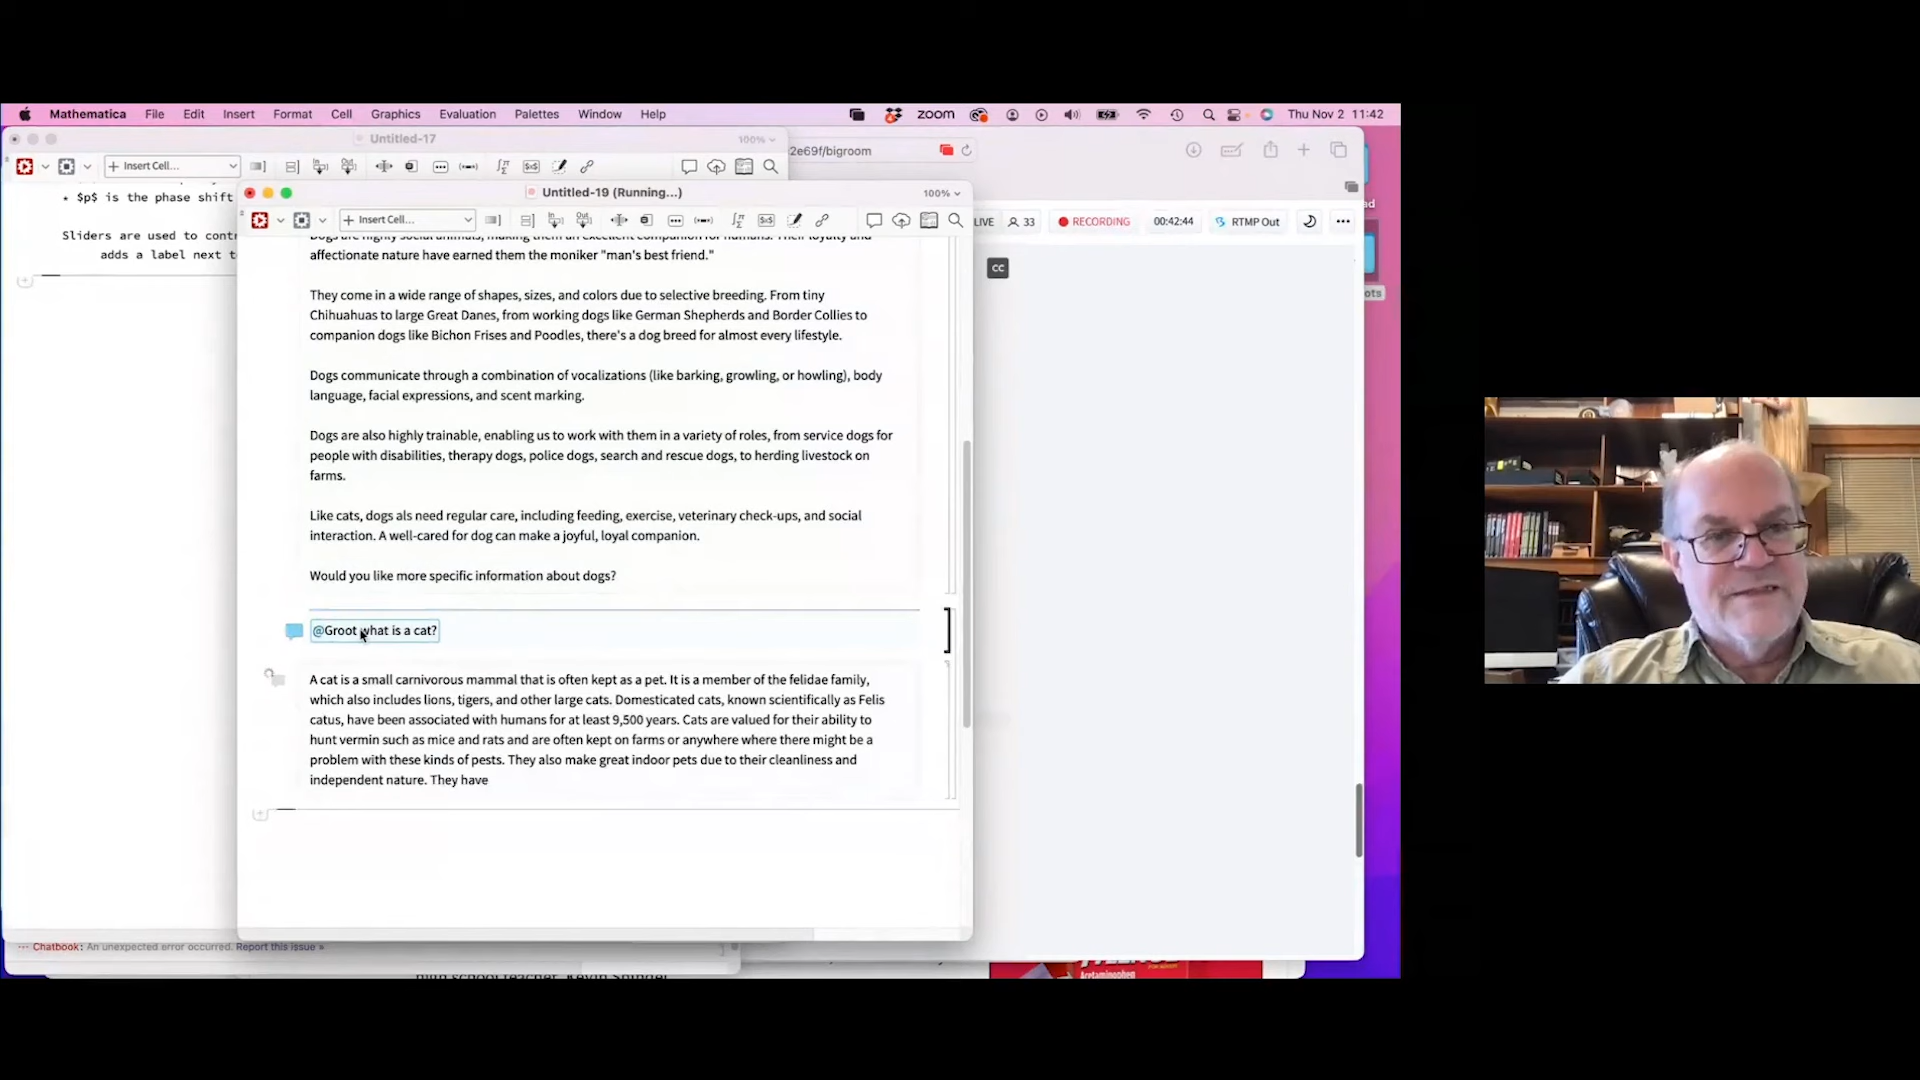 Mathematica File Edit Insert Format Cell Graphics Evaluation Palettes Window Help zoom Thu Nov 2 11:42
Untitled-17 100%
2e69f/bigroom
Insert Cell...
* $p$ is the phase shift
Sliders are used to contr
adds a label next t
Untitled-19 (Running...) 100%
Insert Cell...
LIVE 33 RECORDING 00:42:44 RTMP Out
CC
affectionate nature have earned them the moniker "man's best friend."
They come in a wide range of shapes, sizes, and colors due to selective breeding. From tiny
Chihuahuas to large Great Danes, from working dogs like German Shepherds and Border Collies to
companion dogs like Bichon Frises and Poodles, there's a dog breed for almost every lifestyle.
Dogs communicate through a combination of vocalizations (like barking, growling, or howling), body
language, facial expressions, and scent marking.
Dogs are also highly trainable, enabling us to work with them in a variety of roles, from service dogs for
people with disabilities, therapy dogs, police dogs, search and rescue dogs, to herding livestock on
farms.
Like cats, dogs als need regular care, including feeding, exercise, veterinary check-ups, and social
interaction. A well-cared for dog can make a joyful, loyal companion.
Would you like more specific information about dogs?
@Groot what is a cat?
A cat is a small carnivorous mammal that is often kept as a pet. It is a member of the felidae family,
which also includes lions, tigers, and other large cats. Domesticated cats, known scientifically as Felis
catus, have been associated with humans for at least 9,500 years. Cats are valued for their ability to
hunt vermin such as mice and rats and are often kept on farms or anywhere where there might be a
problem with these kinds of pests. They also make great indoor pets due to their cleanliness and
independent nature. They have
Chatbook: An unexpected error occurred. Report this issue »
Acetaminophen